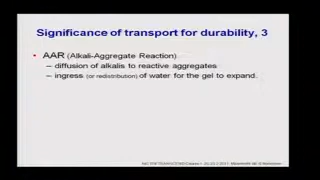 Significance of transport for durability, 3
• AAR (Alkali-Aggregate Reaction)
– diffusion of alkalis to reactive aggregates
– ingress (or redistribution) of water for the gel to expand.